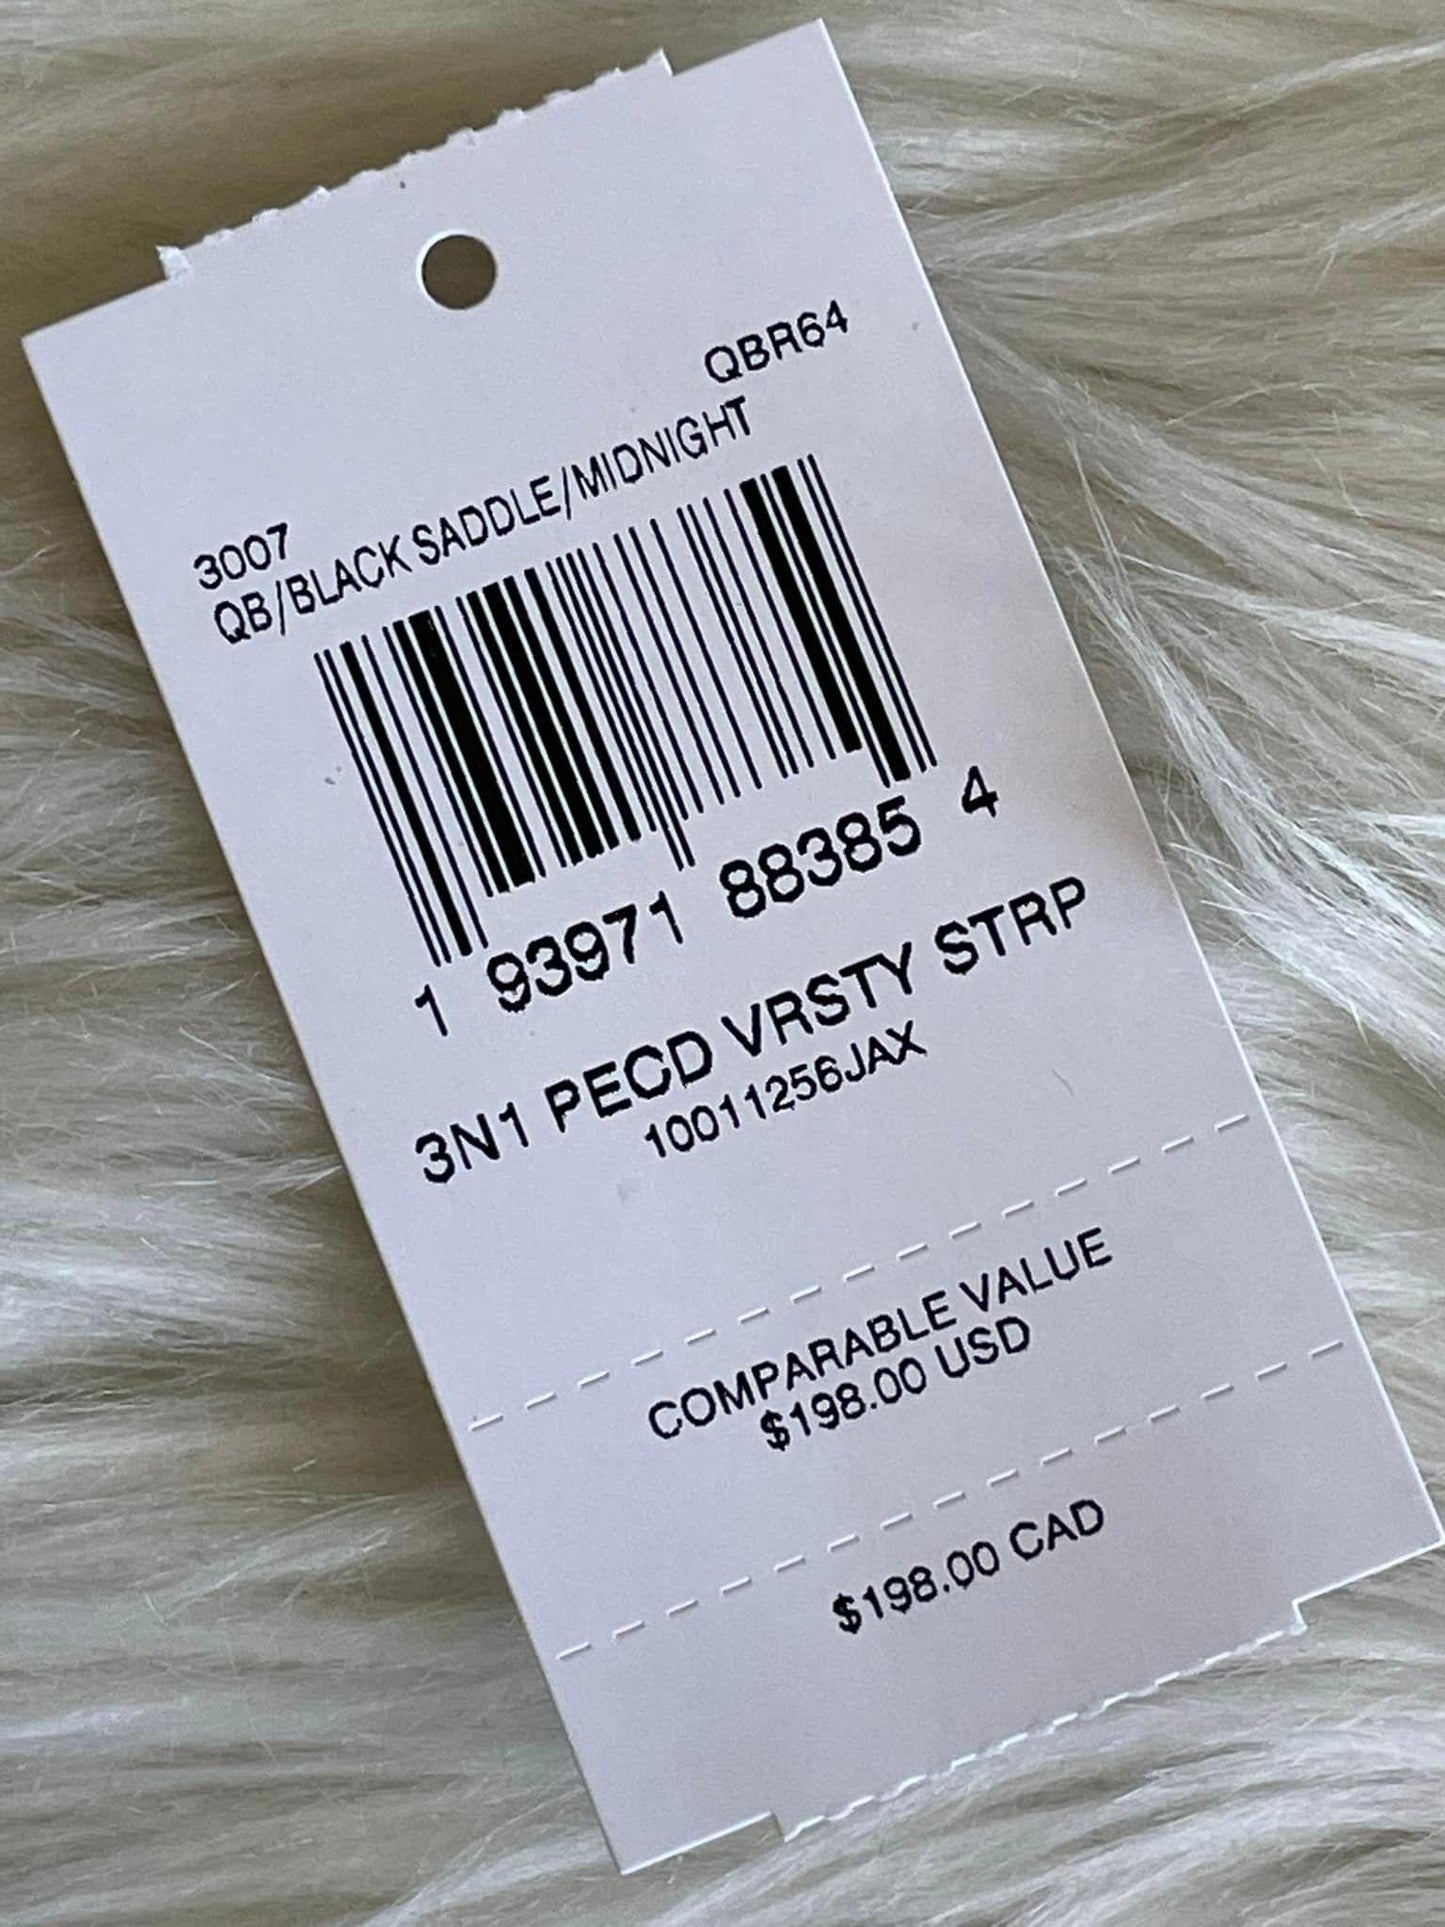 3007 QBR64
QB/BLACK SADDLE/MIDNIGHT
1 93971 88385 4
3N1 PECD VRSTY STRP
10011256JAX
COMPARABLE VALUE
$198.00 USD
$198.00 CAD